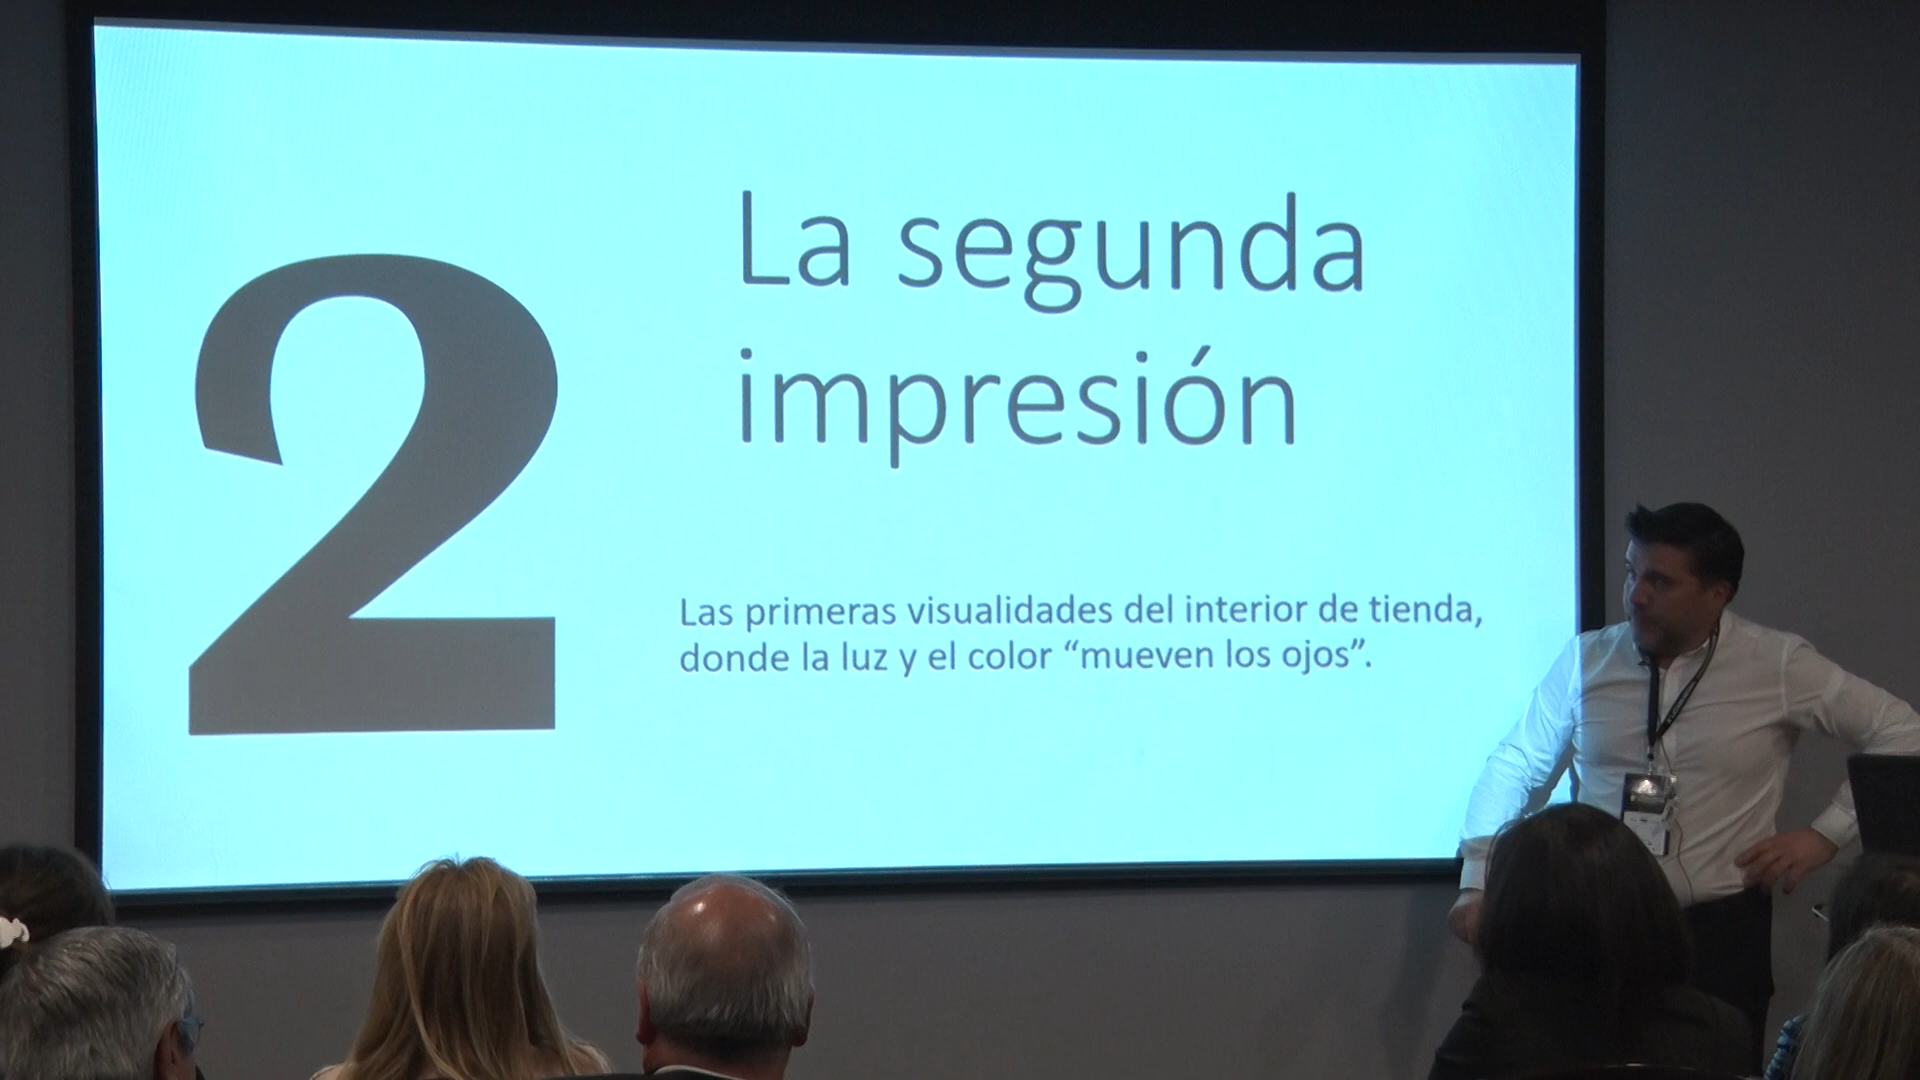 2
La segunda
impresión
Las primeras visualidades del interior de tienda,
donde la luz y el color “mueven los ojos”.